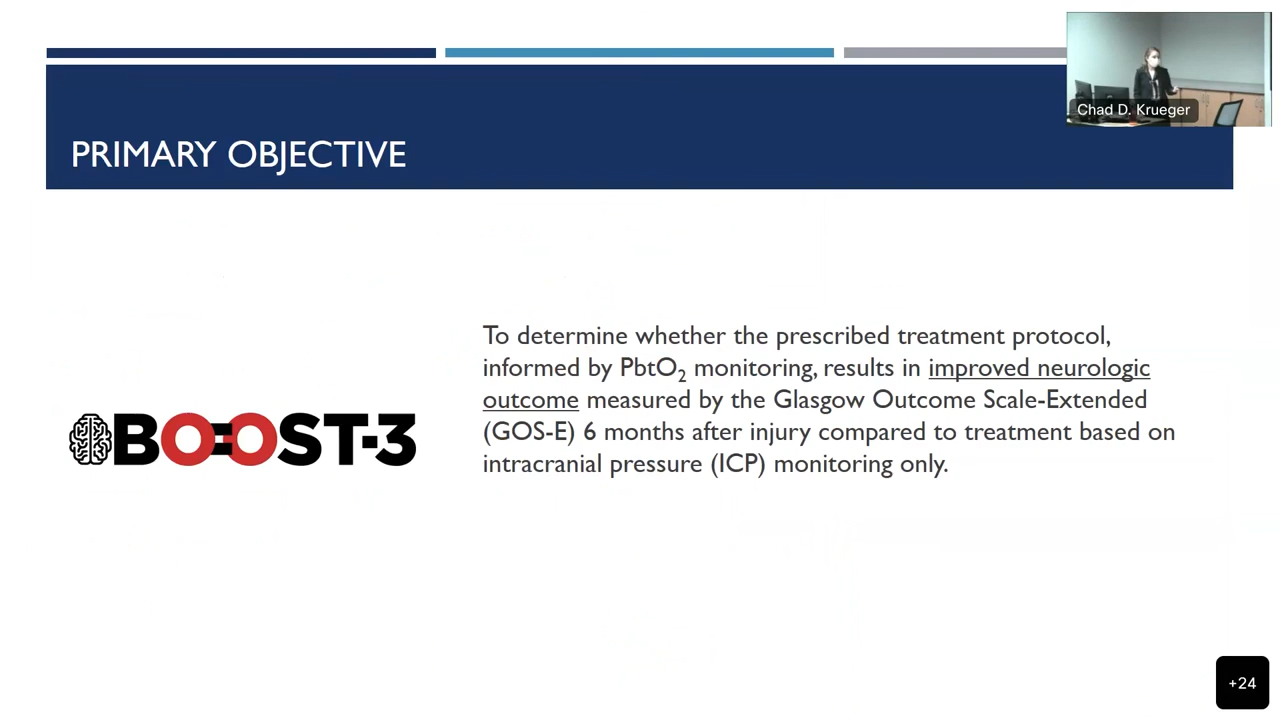 Chad D. Krueger
PRIMARY OBJECTIVE
To determine whether the prescribed treatment protocol,
informed by PbtO₂ monitoring, results in improved neurologic
outcome measured by the Glasgow Outcome Scale-Extended
(GOS-E) 6 months after injury compared to treatment based on
intracranial pressure (ICP) monitoring only.
BOOST-3
+24